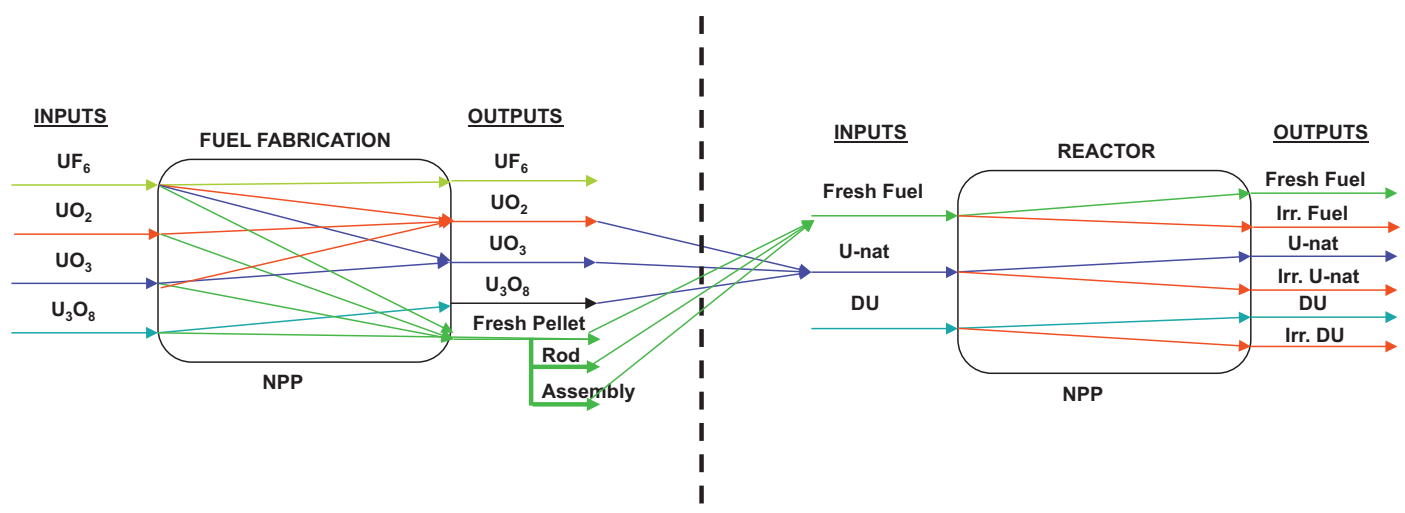 INPUTS
FUEL FABRICATION
OUTPUTS
UF6
UO2
UO3
U3O8
NPP
UF6
UO2
UO3
U3O8
Fresh Pellet
Rod
Assembly
INPUTS
REACTOR
OUTPUTS
Fresh Fuel
U-nat
DU
NPP
Fresh Fuel
Irr. Fuel
U-nat
Irr. U-nat
DU
Irr. DU